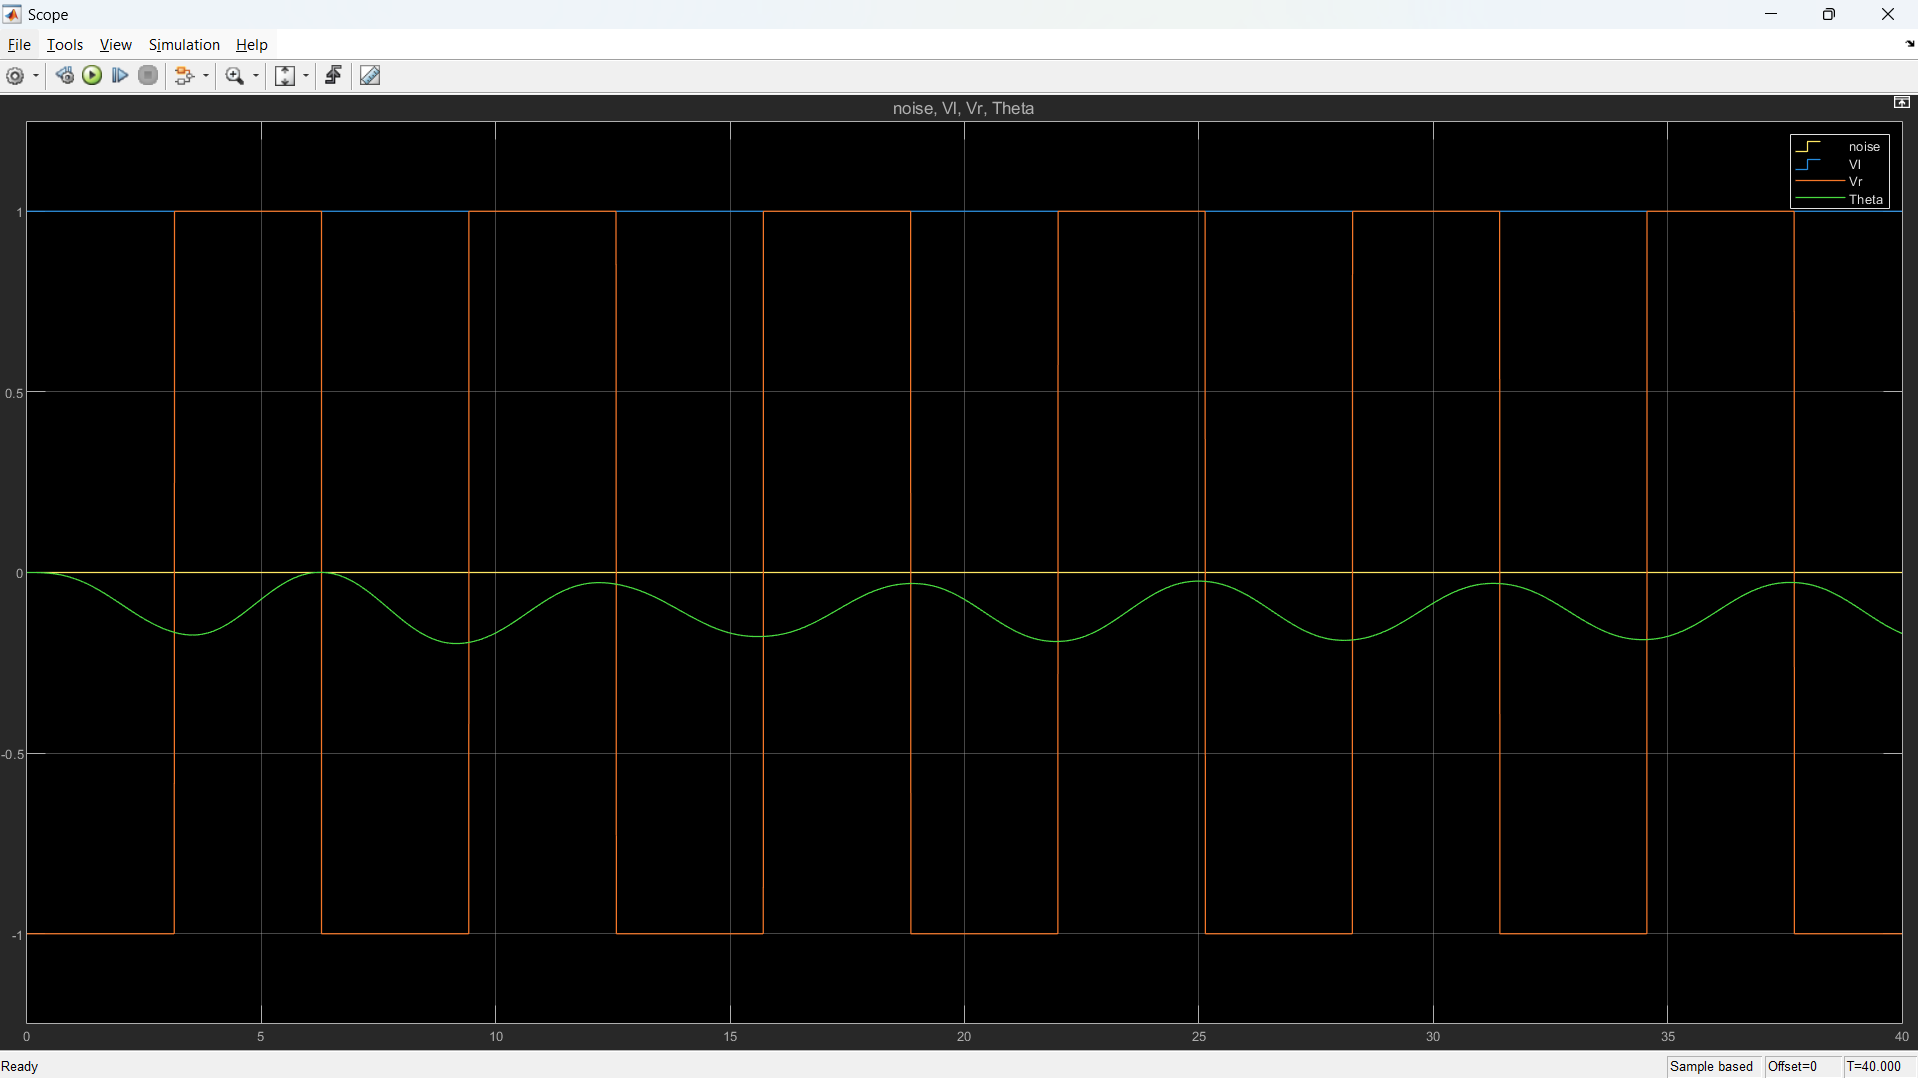 Scope
File Tools View Simulation Help
noise, Vl, Vr, Theta
noise
Vl
Vr
Theta
1
0.5
0
-0.5
-1
0 5 10 15 20 25 30 35 40
Ready
Sample based Offset=0 T=40.000